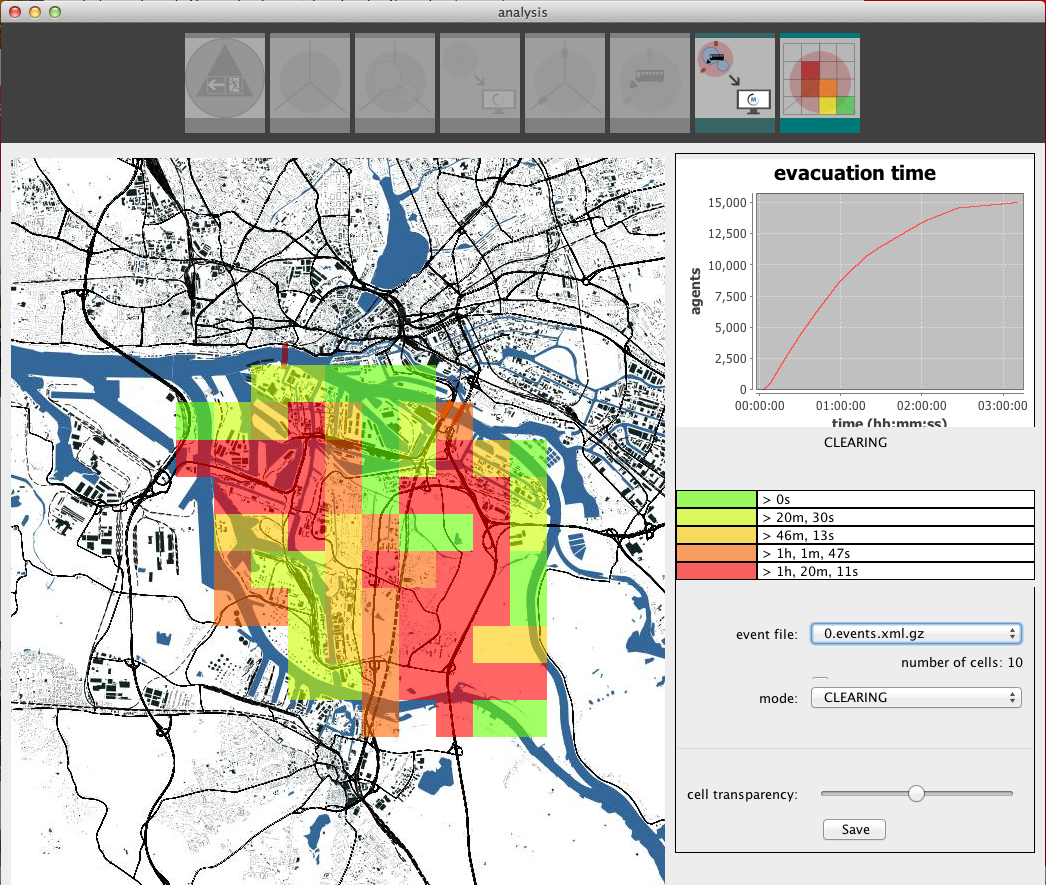 analysis
M
evacuation time
15,000
12,500
10,000
7,500
5,000
2,500
0
agents
00:00:00 01:00:00 02:00:00 03:00:00
time (hh:mm:ss)
CLEARING
> 0s
> 20m, 30s
> 46m, 13s
> 1h, 1m, 47s
> 1h, 20m, 11s
event file: 0.events.xml.gz
number of cells: 10
mode: CLEARING
cell transparency:
Save